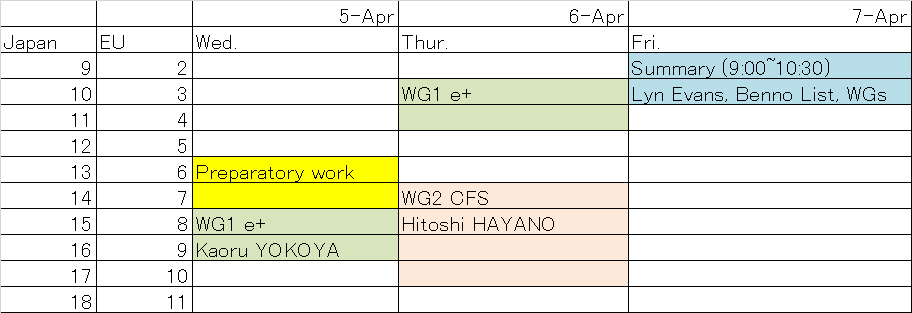 5-Apr 6-Apr 7-Apr
Japan EU Wed. Thur. Fri.
9 2 Summary (9:00~10:30)
10 3 WG1 e+ Lyn Evans, Benno List, WGs
11 4
12 5
13 6 Preparatory work
14 7 WG2 CFS
15 8 WG1 e+ Hitoshi HAYANO
16 9 Kaoru YOKOYA
17 10
18 11